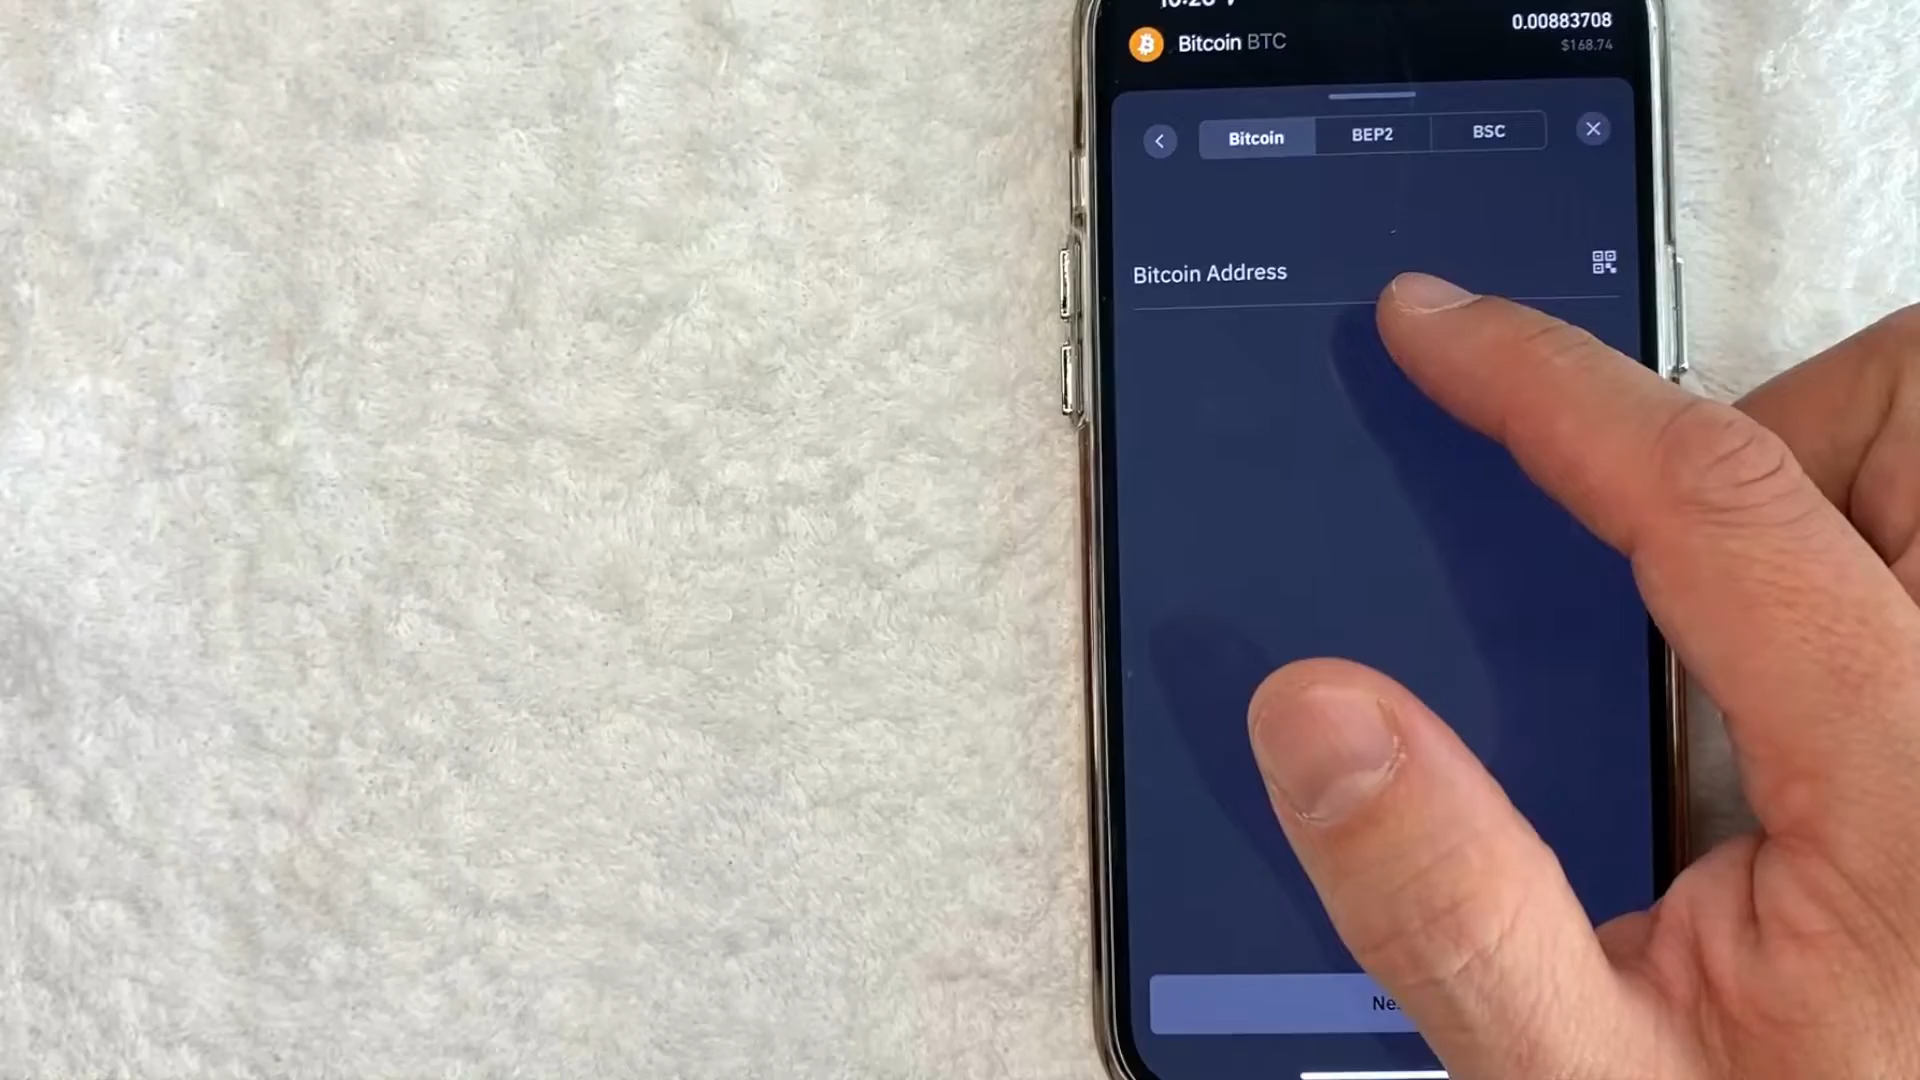 0.00883708
Bitcoin BTC
$168.74
Bitcoin
BEP2
BSC
Bitcoin Address